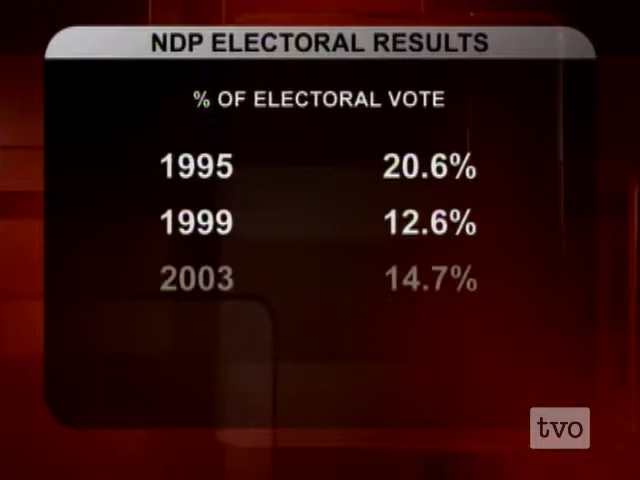 NDP ELECTORAL RESULTS
% OF ELECTORAL VOTE
1995 20.6%
1999 12.6%
2003 14.7%
tvo